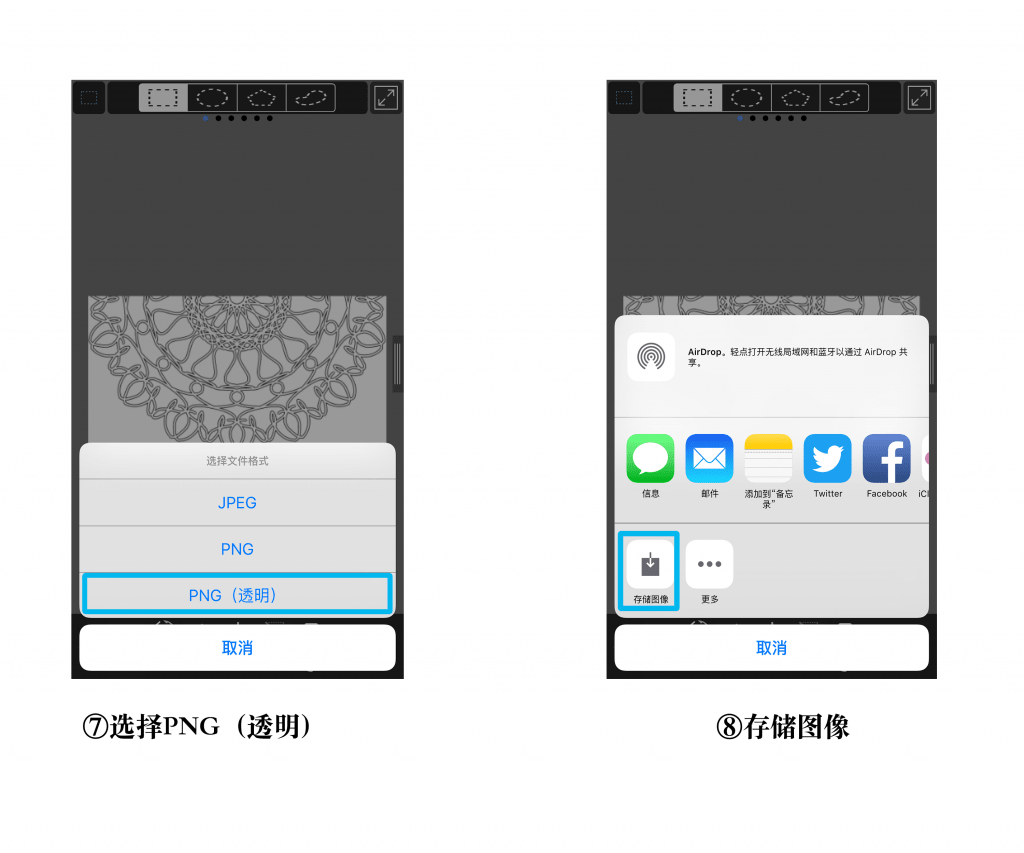 选择文件格式
JPEG
PNG
PNG（透明）
取消
⑦选择PNG（透明）
AirDrop。轻点打开无线局域网和蓝牙以通过 AirDrop 共
享。
信息
邮件
添加到“备忘
录”
Twitter
Facebook
存储图像
更多
取消
⑧存储图像